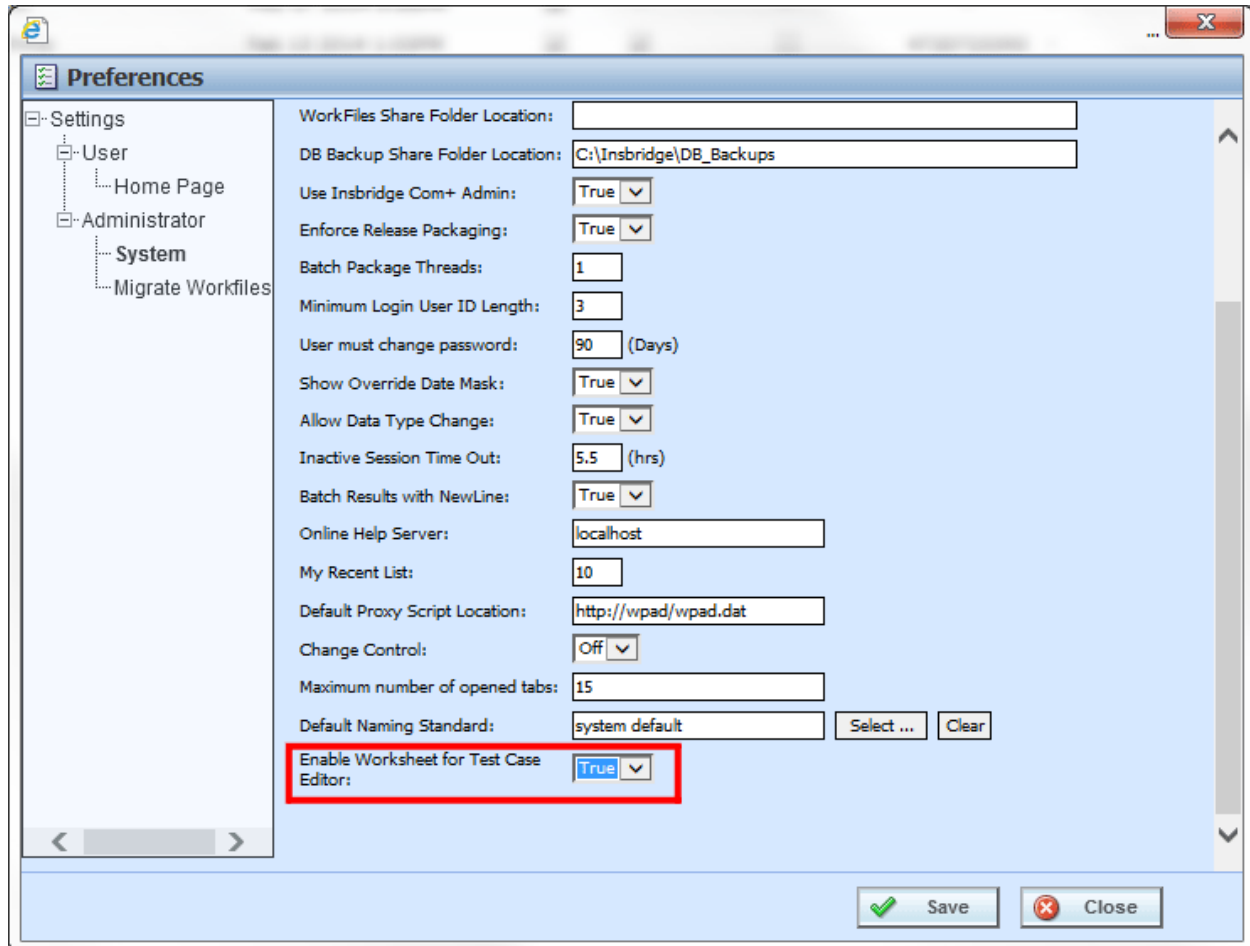 ...
Preferences
Settings
User
Home Page
Administrator
System
Migrate Workfiles
WorkFiles Share Folder Location:
DB Backup Share Folder Location: C:\Insbridge\DB_Backups
Use Insbridge Com+ Admin: True
Enforce Release Packaging: True
Batch Package Threads: 1
Minimum Login User ID Length: 3
User must change password: 90 (Days)
Show Override Date Mask: True
Allow Data Type Change: True
Inactive Session Time Out: 5.5 (hrs)
Batch Results with NewLine: True
Online Help Server: localhost
My Recent List: 10
Default Proxy Script Location: http://wpad/wpad.dat
Change Control: Off
Maximum number of opened tabs: 15
Default Naming Standard: system default Select ... Clear
Enable Worksheet for Test Case
Editor: True
Save Close